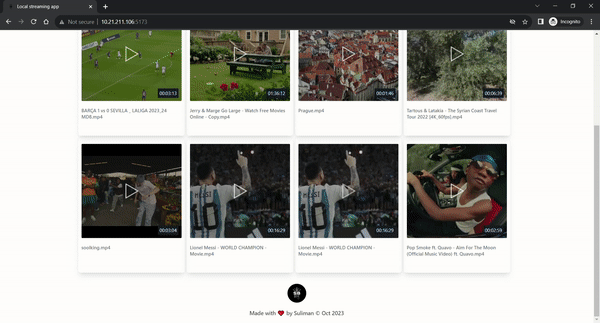 Local streaming app
Not secure | 10.21.211.106:5173
Incognito
00:03:13
01:36:12
00:01:46
00:06:29
BARÇA 1 vs 0 SEVILLA _ LALIGA 2023_24
MD8.mp4
Jerry & Marge Go Large - Watch Free Movies
Online - Copy.mp4
Prague.mp4
Tartous & Latakia - The Syrian Coast Travel
Tour 2022 [4K_60fps].mp4
00:03:04
00:16:29
00:16:29
00:02:59
soolking.mp4
Lionel Messi - WORLD CHAMPION -
Movie.mp4
Lionel Messi - WORLD CHAMPION -
Movie.mp4
Pop Smoke ft. Quavo - Aim For The Moon
(Official Music Video) ft. Quavo.mp4
Made with ❤ by Suliman © Oct 2023